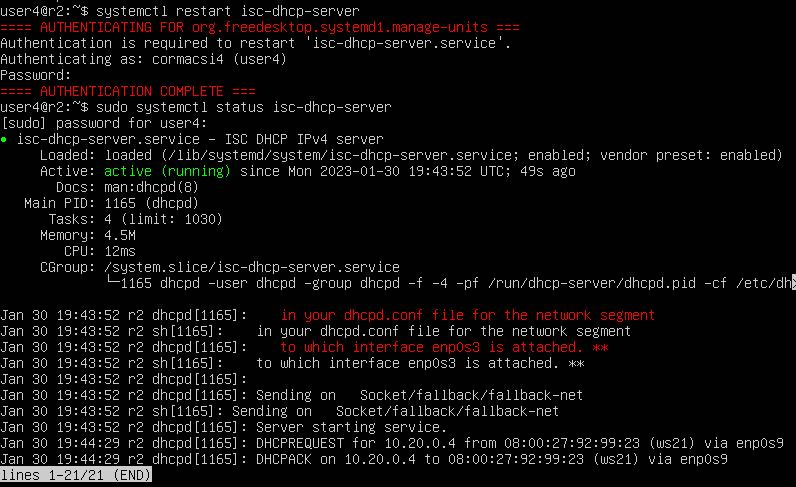 user4@r2:~$ systemctl restart isc-dhcp-server
==== AUTHENTICATING FOR org.freedesktop.systemd1.manage-units ===
Authentication is required to restart 'isc-dhcp-server.service'.
Authenticating as: cormacsi4 (user4)
Password:
==== AUTHENTICATION COMPLETE ===
user4@r2:~$ sudo systemctl status isc-dhcp-server
[sudo] password for user4:
● isc-dhcp-server.service - ISC DHCP IPv4 server
Loaded: loaded (/lib/systemd/system/isc-dhcp-server.service; enabled; vendor preset: enabled)
Active: active (running) since Mon 2023-01-30 19:43:52 UTC; 49s ago
Docs: man:dhcpd(8)
Main PID: 1165 (dhcpd)
Tasks: 4 (limit: 1030)
Memory: 4.5M
CPU: 12ms
CGroup: /system.slice/isc-dhcp-server.service
└─1165 dhcpd -user dhcpd -group dhcpd -f -4 -pf /run/dhcp-server/dhcpd.pid -cf /etc/dh>
Jan 30 19:43:52 r2 dhcpd[1165]: in your dhcpd.conf file for the network segment
Jan 30 19:43:52 r2 sh[1165]: in your dhcpd.conf file for the network segment
Jan 30 19:43:52 r2 dhcpd[1165]: to which interface enp0s3 is attached. **
Jan 30 19:43:52 r2 sh[1165]: to which interface enp0s3 is attached. **
Jan 30 19:43:52 r2 dhcpd[1165]:
Jan 30 19:43:52 r2 dhcpd[1165]: Sending on Socket/fallback/fallback-net
Jan 30 19:43:52 r2 sh[1165]: Sending on Socket/fallback/fallback-net
Jan 30 19:43:52 r2 dhcpd[1165]: Server starting service.
Jan 30 19:44:29 r2 dhcpd[1165]: DHCPREQUEST for 10.20.0.4 from 08:00:27:92:99:23 (ws21) via enp0s9
Jan 30 19:44:29 r2 dhcpd[1165]: DHCPACK on 10.20.0.4 to 08:00:27:92:99:23 (ws21) via enp0s9
lines 1-21/21 (END)